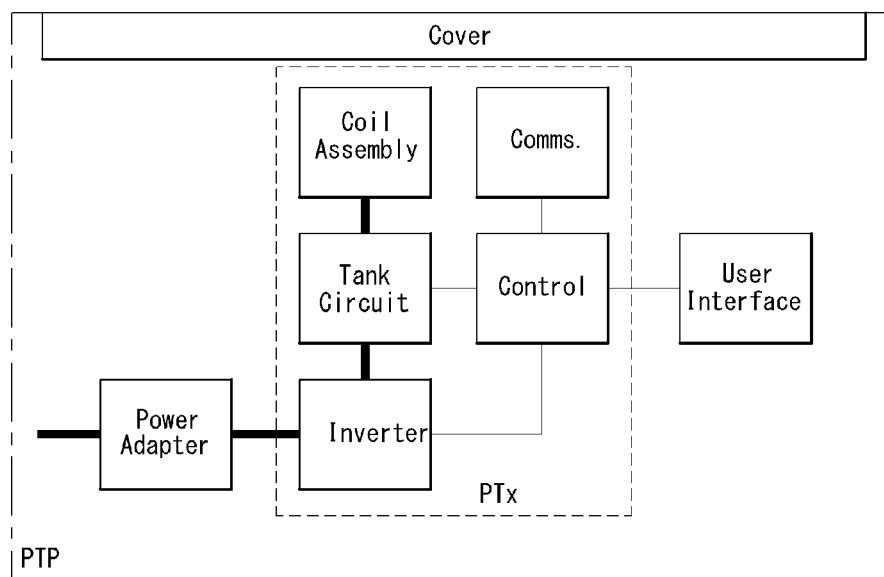 Cover
Coil
Assembly
Comms.
Tank
Circuit
Control
User
Interface
Power
Adapter
Inverter
PTx
PTP